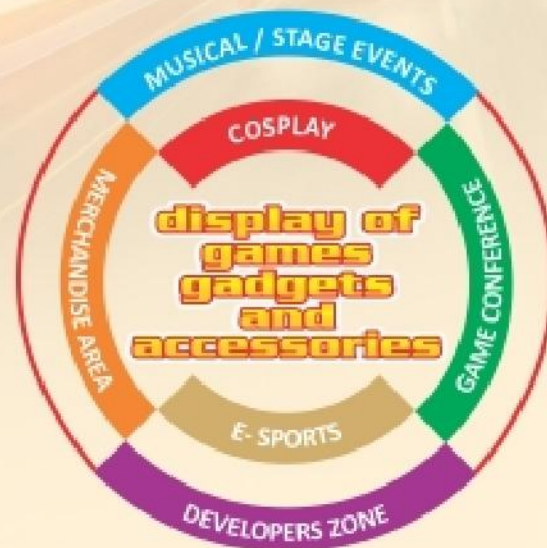 MUSICAL / STAGE EVENTS
COSPLAY
MERCHANDISE AREA
display of
games
gadgets
and
accessories
GAME CONFERENCE
E- SPORTS
DEVELOPERS ZONE